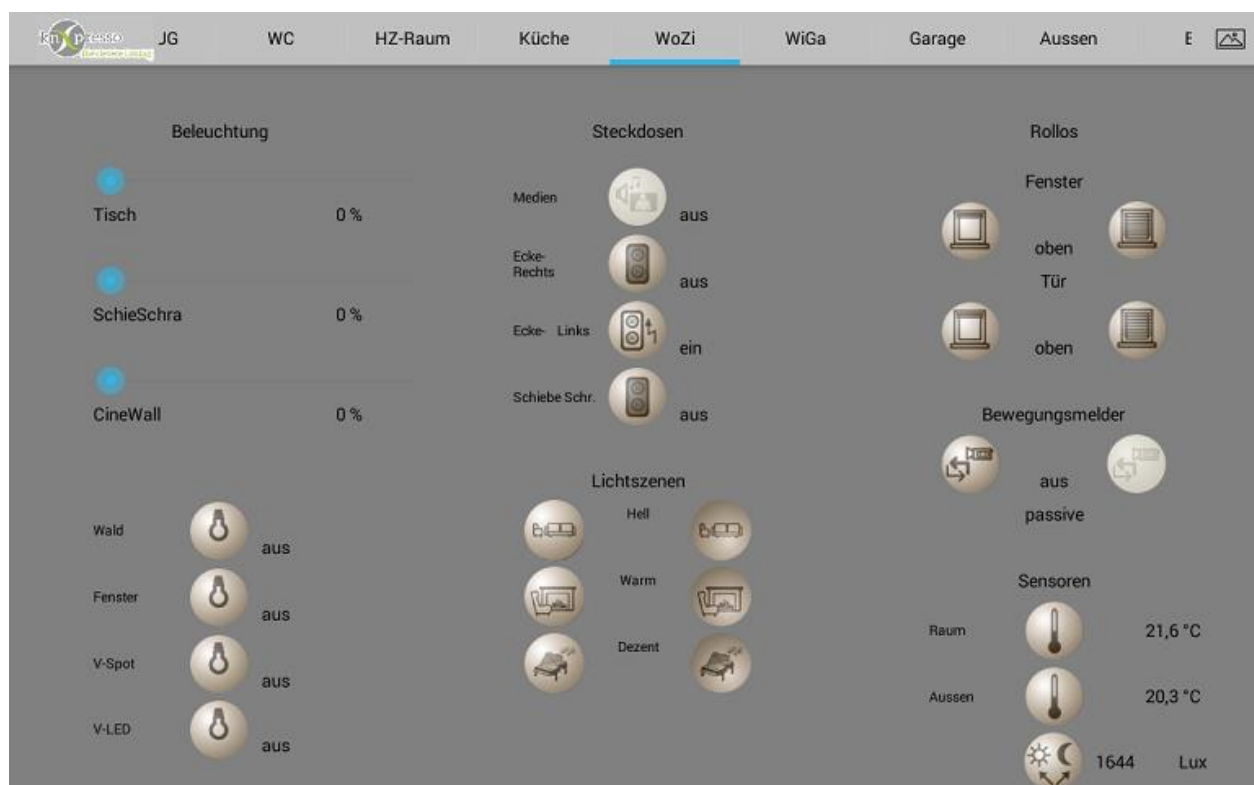 JG WC HZ-Raum Küche WoZi WiGa Garage Aussen E
Beleuchtung
Tisch 0 %
SchieSchra 0 %
CineWall 0 %
Wald aus
Fenster aus
V-Spot aus
V-LED aus
Steckdosen
Medien aus
Ecke-
Rechts aus
Ecke- Links ein
Schiebe Schr. aus
Lichtszenen
Hell
Warm
Dezent
Rollos
Fenster
oben
Tür
oben
Bewegungsmelder
aus
passive
Sensoren
Raum 21,6 °C
Aussen 20,3 °C
1644 Lux